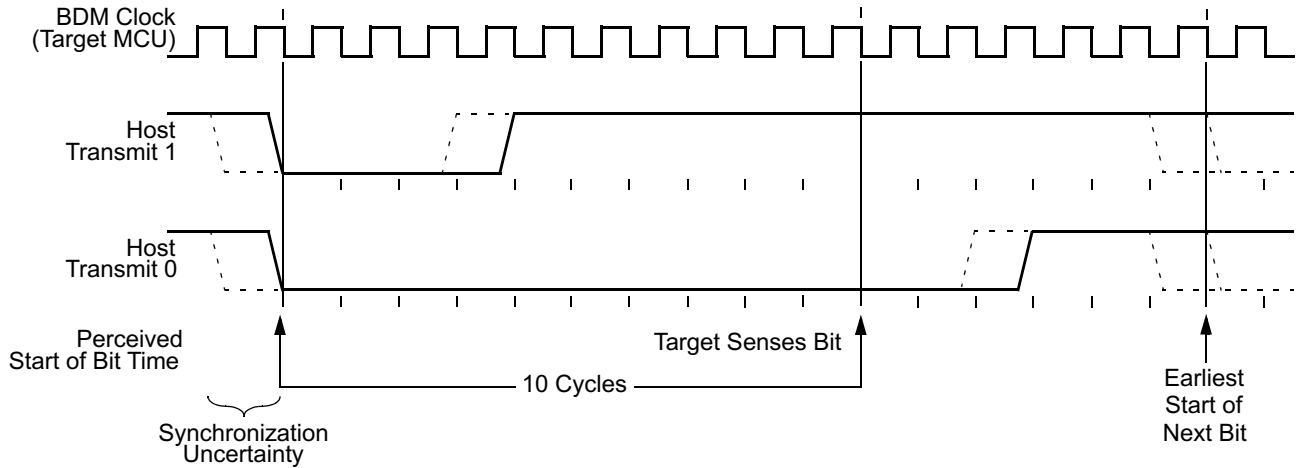 BDM Clock
(Target MCU)
Host
Transmit 1
Host
Transmit 0
Perceived
Start of Bit Time
Target Senses Bit
10 Cycles
Earliest
Start of
Next Bit
Synchronization
Uncertainty